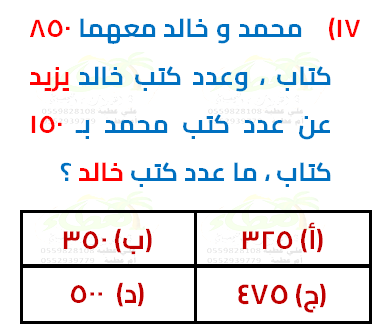 ١٧) محمد و خالد معهما ٨٥٠
كتاب ، وعدد كتب خالد يزيد
عن عدد كتب محمد بـ ١٥٠
كتاب ، ما عدد كتب خالد ؟
(أ) ٣٢٥ (ب) ٣٥٠
(ج) ٤٧٥ (د) ٥٠٠